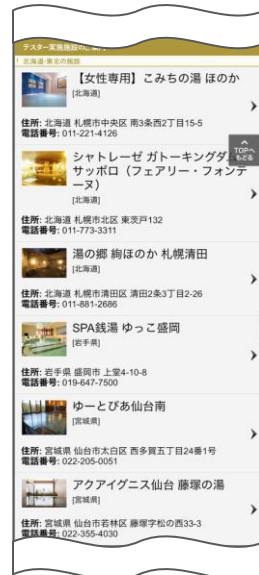 テスター実施施設のご案内
北海道・東北の施設
【女性専用】こみちの湯 ほのか
[北海道]
住所: 北海道 札幌市中央区 南3条西2丁目15-5
電話番号: 011-221-4126
TOPへ
もどる
シャトレーゼ ガトーキングダム
サッポロ（フェアリー・フォンテ
ーヌ）
[北海道]
住所: 北海道 札幌市北区 東茨戸132
電話番号: 011-773-3311
湯の郷 絢ほのか 札幌清田
[北海道]
住所: 北海道 札幌市清田区 清田2条3丁目2-26
電話番号: 011-881-2686
SPA銭湯 ゆっこ盛岡
[岩手県]
住所: 岩手県 盛岡市 上堂4-10-8
電話番号: 019-647-7500
ゆーとぴあ仙台南
[宮城県]
住所: 宮城県 仙台市太白区 西多賀五丁目24番1号
電話番号: 022-205-0051
アクアイグニス仙台 藤塚の湯
[宮城県]
住所: 宮城県 仙台市若林区 藤塚字松の西33-3
電話番号: 022-355-4030